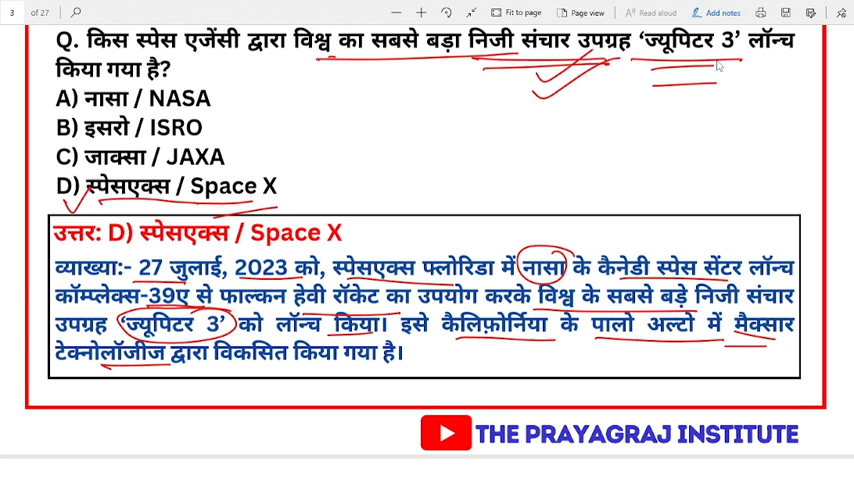 3 of 27 Fit to page Page view Read aloud Add notes
Q. किस स्पेस एजेंसी द्वारा विश्व का सबसे बड़ा निजी संचार उपग्रह ‘ज्यूपिटर 3’ लॉन्च
किया गया है?
A) नासा / NASA
B) इसरो / ISRO
C) जाक्सा / JAXA
D) स्पेसएक्स / Space X
उत्तर: D) स्पेसएक्स / Space X
व्याख्या:- 27 जुलाई, 2023 को, स्पेसएक्स फ्लोरिडा में नासा के कैनेडी स्पेस सेंटर लॉन्च
कॉम्प्लेक्स-39ए से फाल्कन हेवी रॉकेट का उपयोग करके विश्व के सबसे बड़े निजी संचार
उपग्रह ‘ज्यूपिटर 3’ को लॉन्च किया। इसे कैलिफ़ोर्निया के पालो अल्टो में मैक्सार
टेक्नोलॉजीज द्वारा विकसित किया गया है।
THE PRAYAGRAJ INSTITUTE